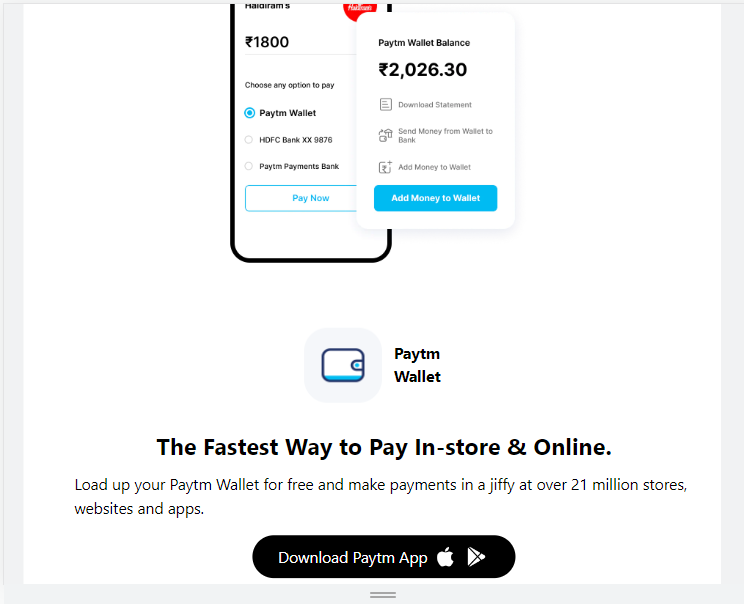 Haldiram's
Haldiram's
₹1800
Choose any option to pay
Paytm Wallet
HDFC Bank XX 9876
Paytm Payments Bank
Pay Now
Paytm Wallet Balance
₹2,026.30
Download Statement
Send Money from Wallet to
Bank
Add Money to Wallet
Add Money to Wallet
Paytm
Wallet
The Fastest Way to Pay In-store & Online.
Load up your Paytm Wallet for free and make payments in a jiffy at over 21 million stores,
websites and apps.
Download Paytm App